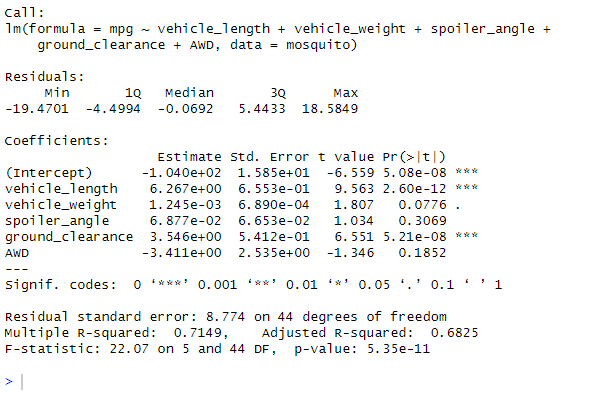 Call:
lm(formula = mpg ~ vehicle_length + vehicle_weight + spoiler_angle +
    ground_clearance + AWD, data = mosquito)

Residuals:
     Min       1Q   Median       3Q      Max
-19.4701  -4.4994  -0.0692   5.4433  18.5849

Coefficients:
                   Estimate Std. Error t value Pr(>|t|)
(Intercept)      -1.040e+02  1.585e+01  -6.559 5.08e-08 ***
vehicle_length    6.267e+00  6.553e-01   9.563 2.60e-12 ***
vehicle_weight    1.245e-03  6.890e-04   1.807   0.0776 .
spoiler_angle     6.877e-02  6.653e-02   1.034   0.3069
ground_clearance  3.546e+00  5.412e-01   6.551 5.21e-08 ***
AWD              -3.411e+00  2.535e+00  -1.346   0.1852
---
Signif. codes:  0 ‘***’ 0.001 ‘**’ 0.01 ‘*’ 0.05 ‘.’ 0.1 ‘ ’ 1

Residual standard error: 8.774 on 44 degrees of freedom
Multiple R-squared:  0.7149,    Adjusted R-squared:  0.6825
F-statistic: 22.07 on 5 and 44 DF,  p-value: 5.35e-11

>